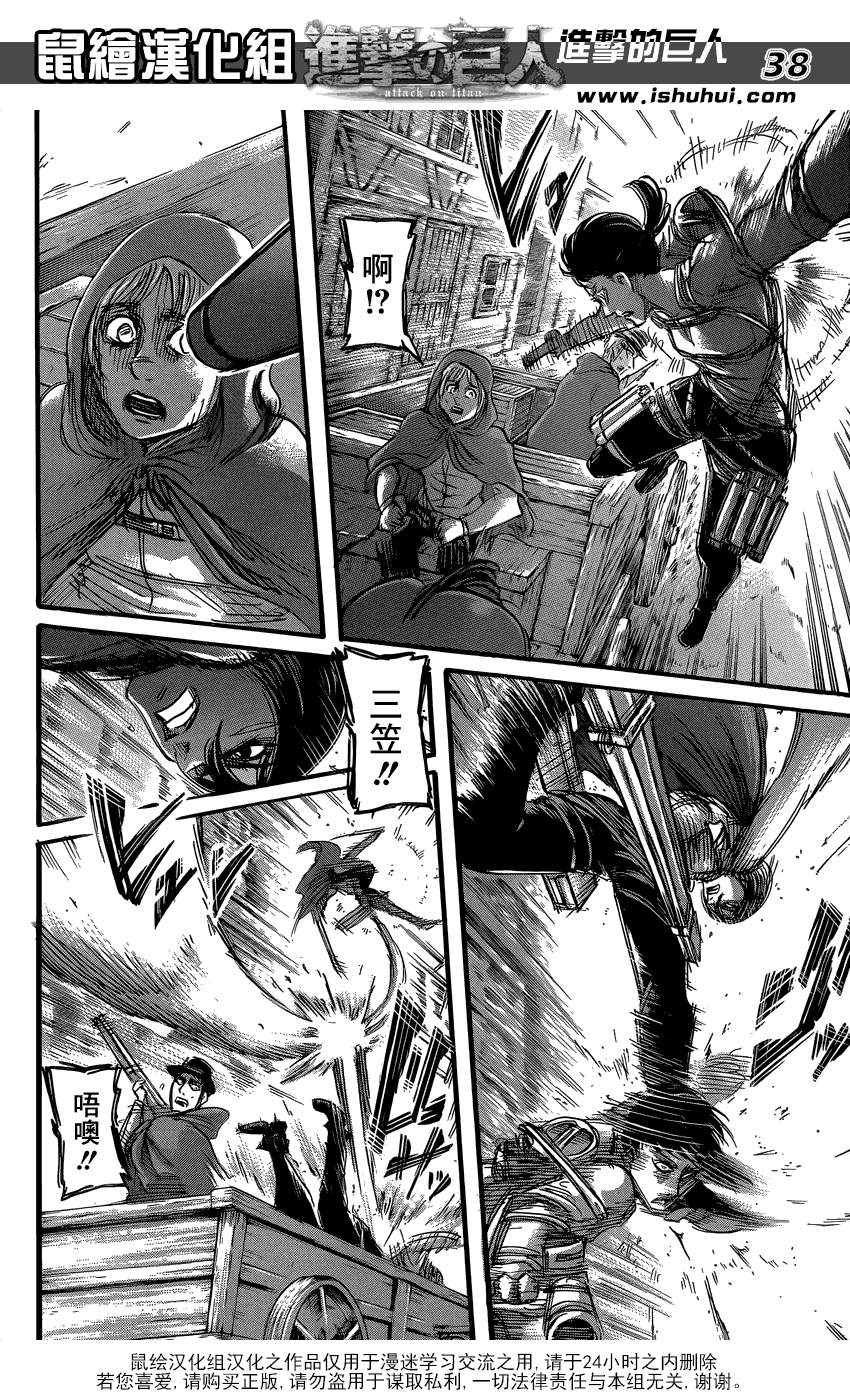 鼠繪漢化組
進撃の巨人
attack on titan
進擊的巨人
38
www.ishuhui.com
啊!?
三笠!!
唔噢!!
鼠绘汉化组汉化之作品仅用于漫迷学习交流之用, 请于24小时之内删除
若您喜爱, 请购买正版, 请勿盗用于谋取私利, 一切法律责任与本组无关, 谢谢。